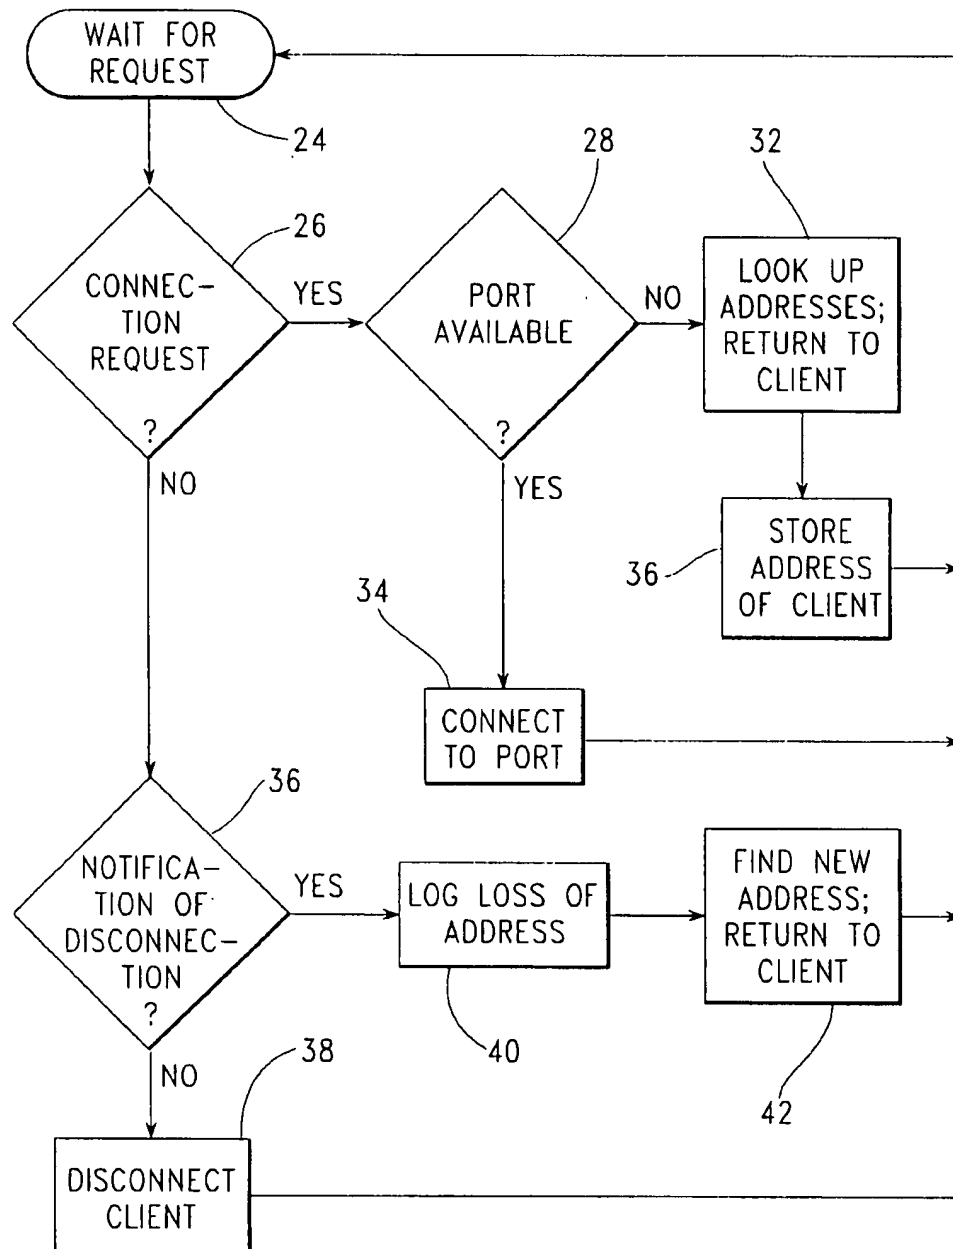 WAIT FOR
REQUEST
24
26
CONNEC-
TION
REQUEST
?
YES
NO
28
PORT
AVAILABLE
?
NO
YES
32
LOOK UP
ADDRESSES;
RETURN TO
CLIENT
36
STORE
ADDRESS
OF CLIENT
34
CONNECT
TO PORT
36
NOTIFICA-
TION OF
DISCONNEC-
TION
?
YES
NO
LOG LOSS OF
ADDRESS
40
FIND NEW
ADDRESS;
RETURN TO
CLIENT
42
38
DISCONNECT
CLIENT